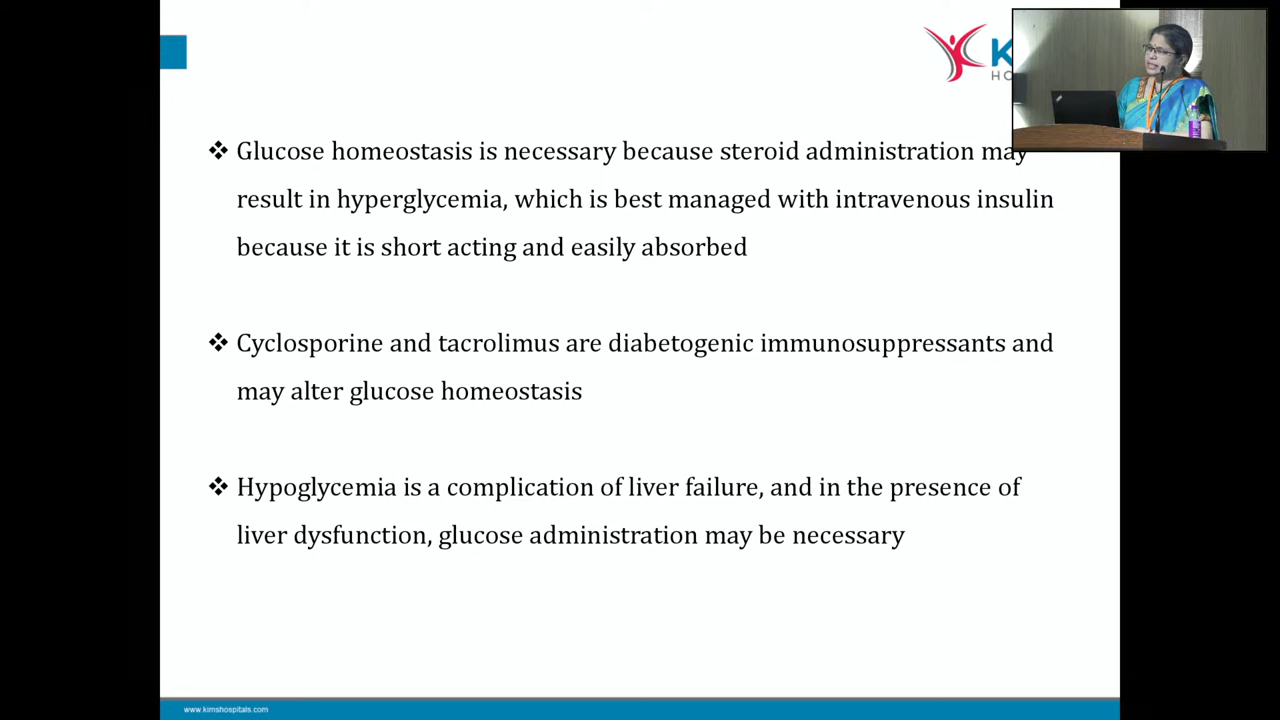 ❖ Glucose homeostasis is necessary because steroid administration may
result in hyperglycemia, which is best managed with intravenous insulin
because it is short acting and easily absorbed
❖ Cyclosporine and tacrolimus are diabetogenic immunosuppressants and
may alter glucose homeostasis
❖ Hypoglycemia is a complication of liver failure, and in the presence of
liver dysfunction, glucose administration may be necessary
www.kimshospitals.com